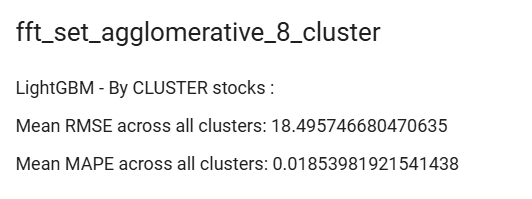 fft_set_agglomerative_8_cluster
LightGBM - By CLUSTER stocks :
Mean RMSE across all clusters: 18.495746680470635
Mean MAPE across all clusters: 0.01853981921541438